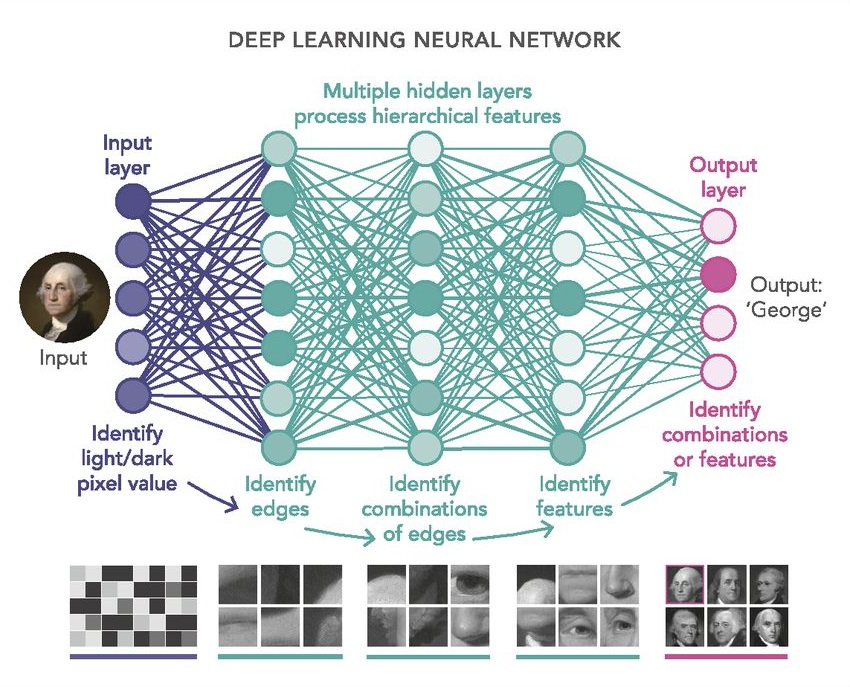 DEEP LEARNING NEURAL NETWORK
Multiple hidden layers
process hierarchical features
Input
layer
Output
layer
Input
Output:
‘George’
Identify
light/dark
pixel value
Identify
edges
Identify
combinations
of edges
Identify
features
Identify
combinations
or features